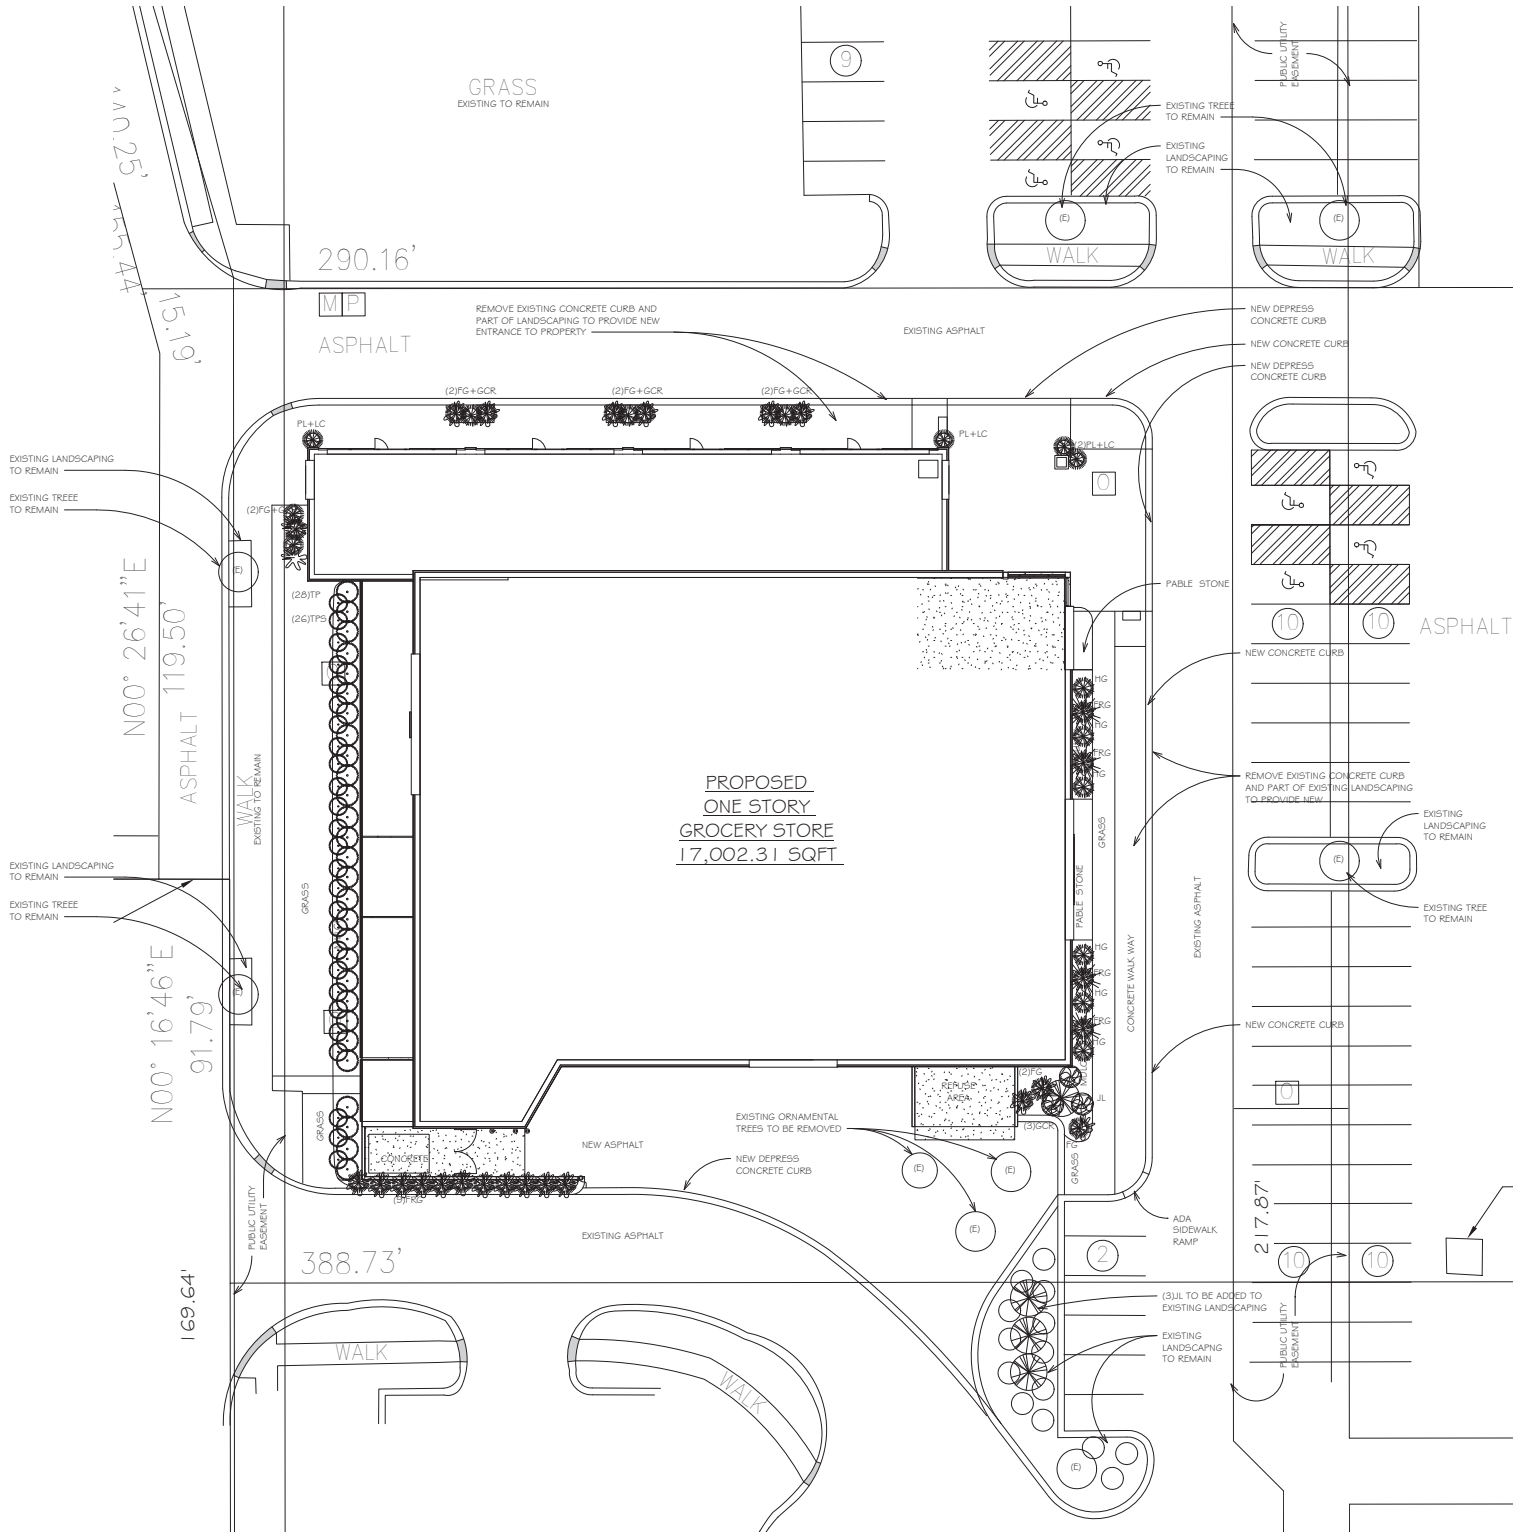 GRASS
EXISTING TO REMAIN
9
PUBLIC UTILITY
EASEMENT
EXISTING TREEE
TO REMAIN
EXISTING
LANDSCAPING
TO REMAIN
(E)
WALK
(E)
WALK
290.16'
15.19'
M P
ASPHALT
REMOVE EXISTING CONCRETE CURB AND
PART OF LANDSCAPING TO PROVIDE NEW
ENTRANCE TO PROPERTY
EXISTING ASPHALT
NEW DEPRESS
CONCRETE CURB
NEW CONCRETE CURB
NEW DEPRESS
CONCRETE CURB
(2)FG+GCR
(2)FG+GCR
(2)FG+GCR
PL+LC
PL+LC
(2)PL+LC
0
EXISTING LANDSCAPING
TO REMAIN
EXISTING TREEE
TO REMAIN
(E)
N00° 26'41"E
119.50'
ASPHALT
WALK
EXISTING TO REMAIN
(28)TP
(26)TPS
PABLE STONE
10
10
ASPHALT
NEW CONCRETE CURB
HG
FRG
HG
FRG
HG
PROPOSED
ONE STORY
GROCERY STORE
17,002.31 SQFT
REMOVE EXISTING CONCRETE CURB
AND PART OF EXISTING LANDSCAPING
TO PROVIDE NEW
GRASS
EXISTING
LANDSCAPING
TO REMAIN
(E)
EXISTING TREE
TO REMAIN
EXISTING LANDSCAPING
TO REMAIN
EXISTING TREEE
TO REMAIN
GRASS
PABLE STONE
EXISTING ASPHALT
CONCRETE WALK WAY
N00° 16'46"E
91.79'
(E)
HG
FRG
HG
FRG
HG
NEW CONCRETE CURB
(2)FG
REFUSE
AREA
JL
(3)GCR
FG
GRASS
0
GRASS
CONCRETE
NEW ASPHALT
EXISTING ORNAMENTAL
TREES TO BE REMOVED
NEW DEPRESS
CONCRETE CURB
(E)
(E)
(E)
(9)FRG
PUBLIC UTILITY
EASEMENT
EXISTING ASPHALT
ADA
SIDEWALK
RAMP
217.87'
388.73'
2
10
10
169.64'
(3)JL TO BE ADDED TO
EXISTING LANDSCAPING
EXISTING
LANDSCAPNG
TO REMAIN
PUBLIC UTILITY
EASEMENT
WALK
WALK
(E)